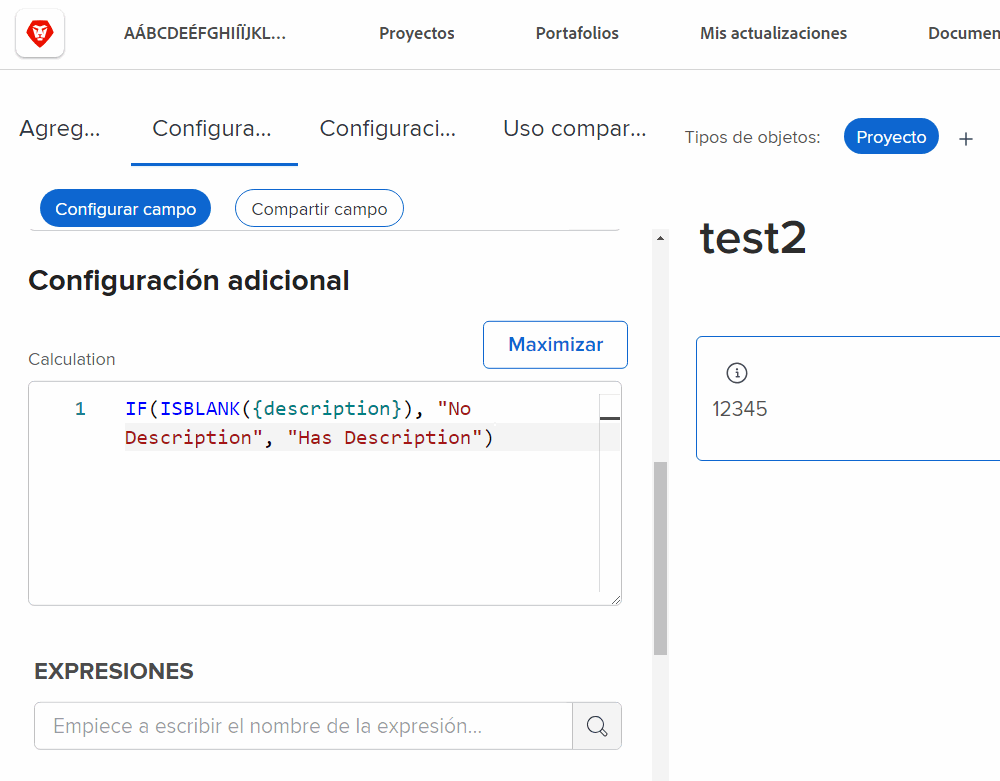 AÁBCDEÉFGHIÍÏJKL...
Proyectos
Portafolios
Mis actualizaciones
Documen
Agreg...
Configura...
Configuraci...
Uso compar...
Tipos de objetos:
Proyecto
Configurar campo
Compartir campo
test2
Configuración adicional
Maximizar
Calculation
1 IF(ISBLANK({description}), "No
Description", "Has Description")
12345
EXPRESIONES
Empiece a escribir el nombre de la expresión...